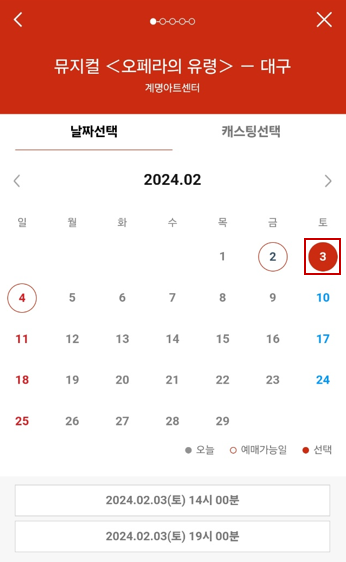 뮤지컬 <오페라의 유령> – 대구
계명아트센터
날짜선택 캐스팅선택
2024.02
일 월 화 수 목 금 토
1 2 3
4 5 6 7 8 9 10
11 12 13 14 15 16 17
18 19 20 21 22 23 24
25 26 27 28 29
오늘 예매가능일 선택
2024.02.03(토) 14시 00분
2024.02.03(토) 19시 00분